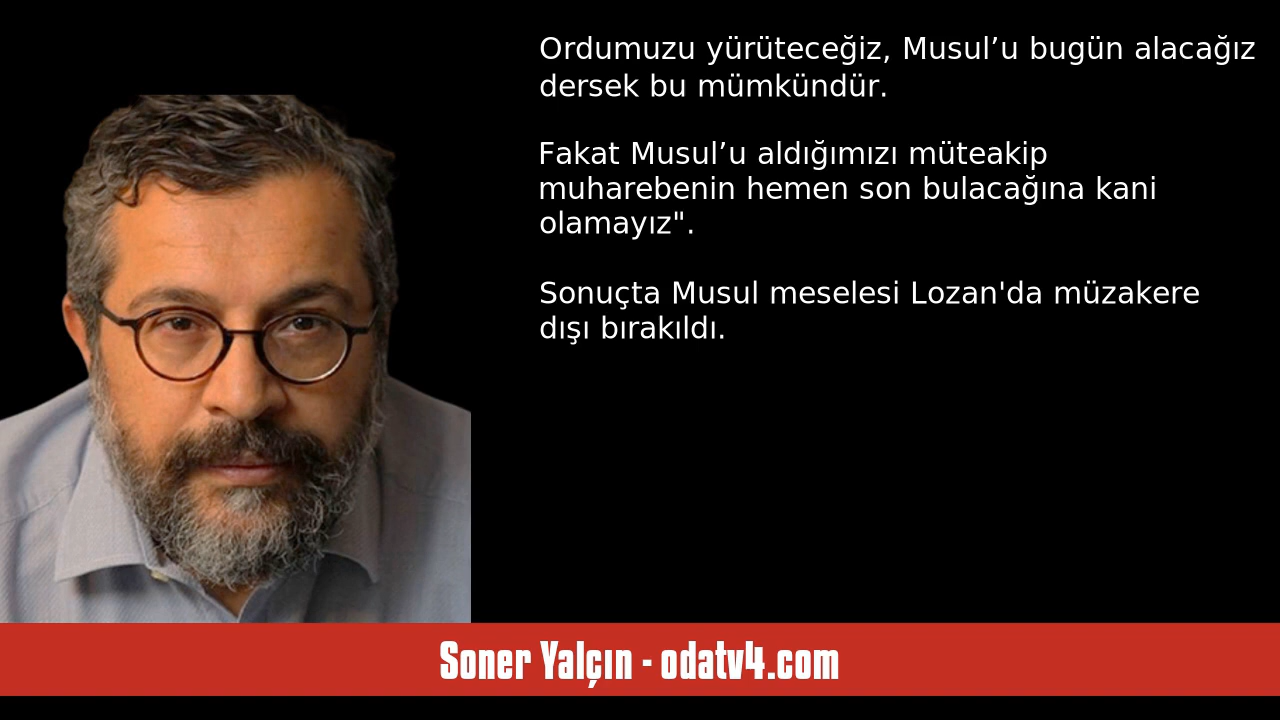 Ordumuzu yürüteceğiz, Musul’u bugün alacağız
dersek bu mümkündür.
Fakat Musul’u aldığımızı müteakip
muharebenin hemen son bulacağına kani
olamayız".
Sonuçta Musul meselesi Lozan'da müzakere
dışı bırakıldı.
Soner Yalçın - odatv4.com